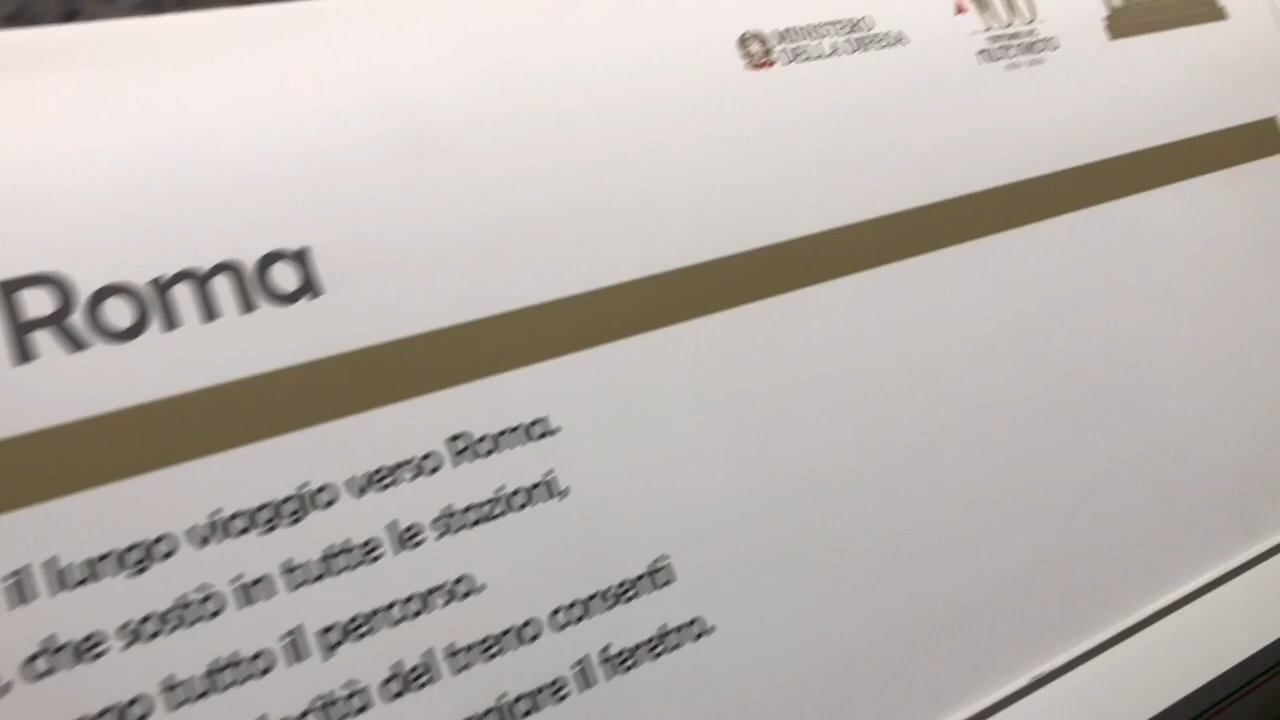 MINISTERO
DELLA DIFESA
Roma
il lungo viaggio verso Roma.
, che sostò in tutte le stazioni,
tutto il percorso.
del treno consentì
il feretro.